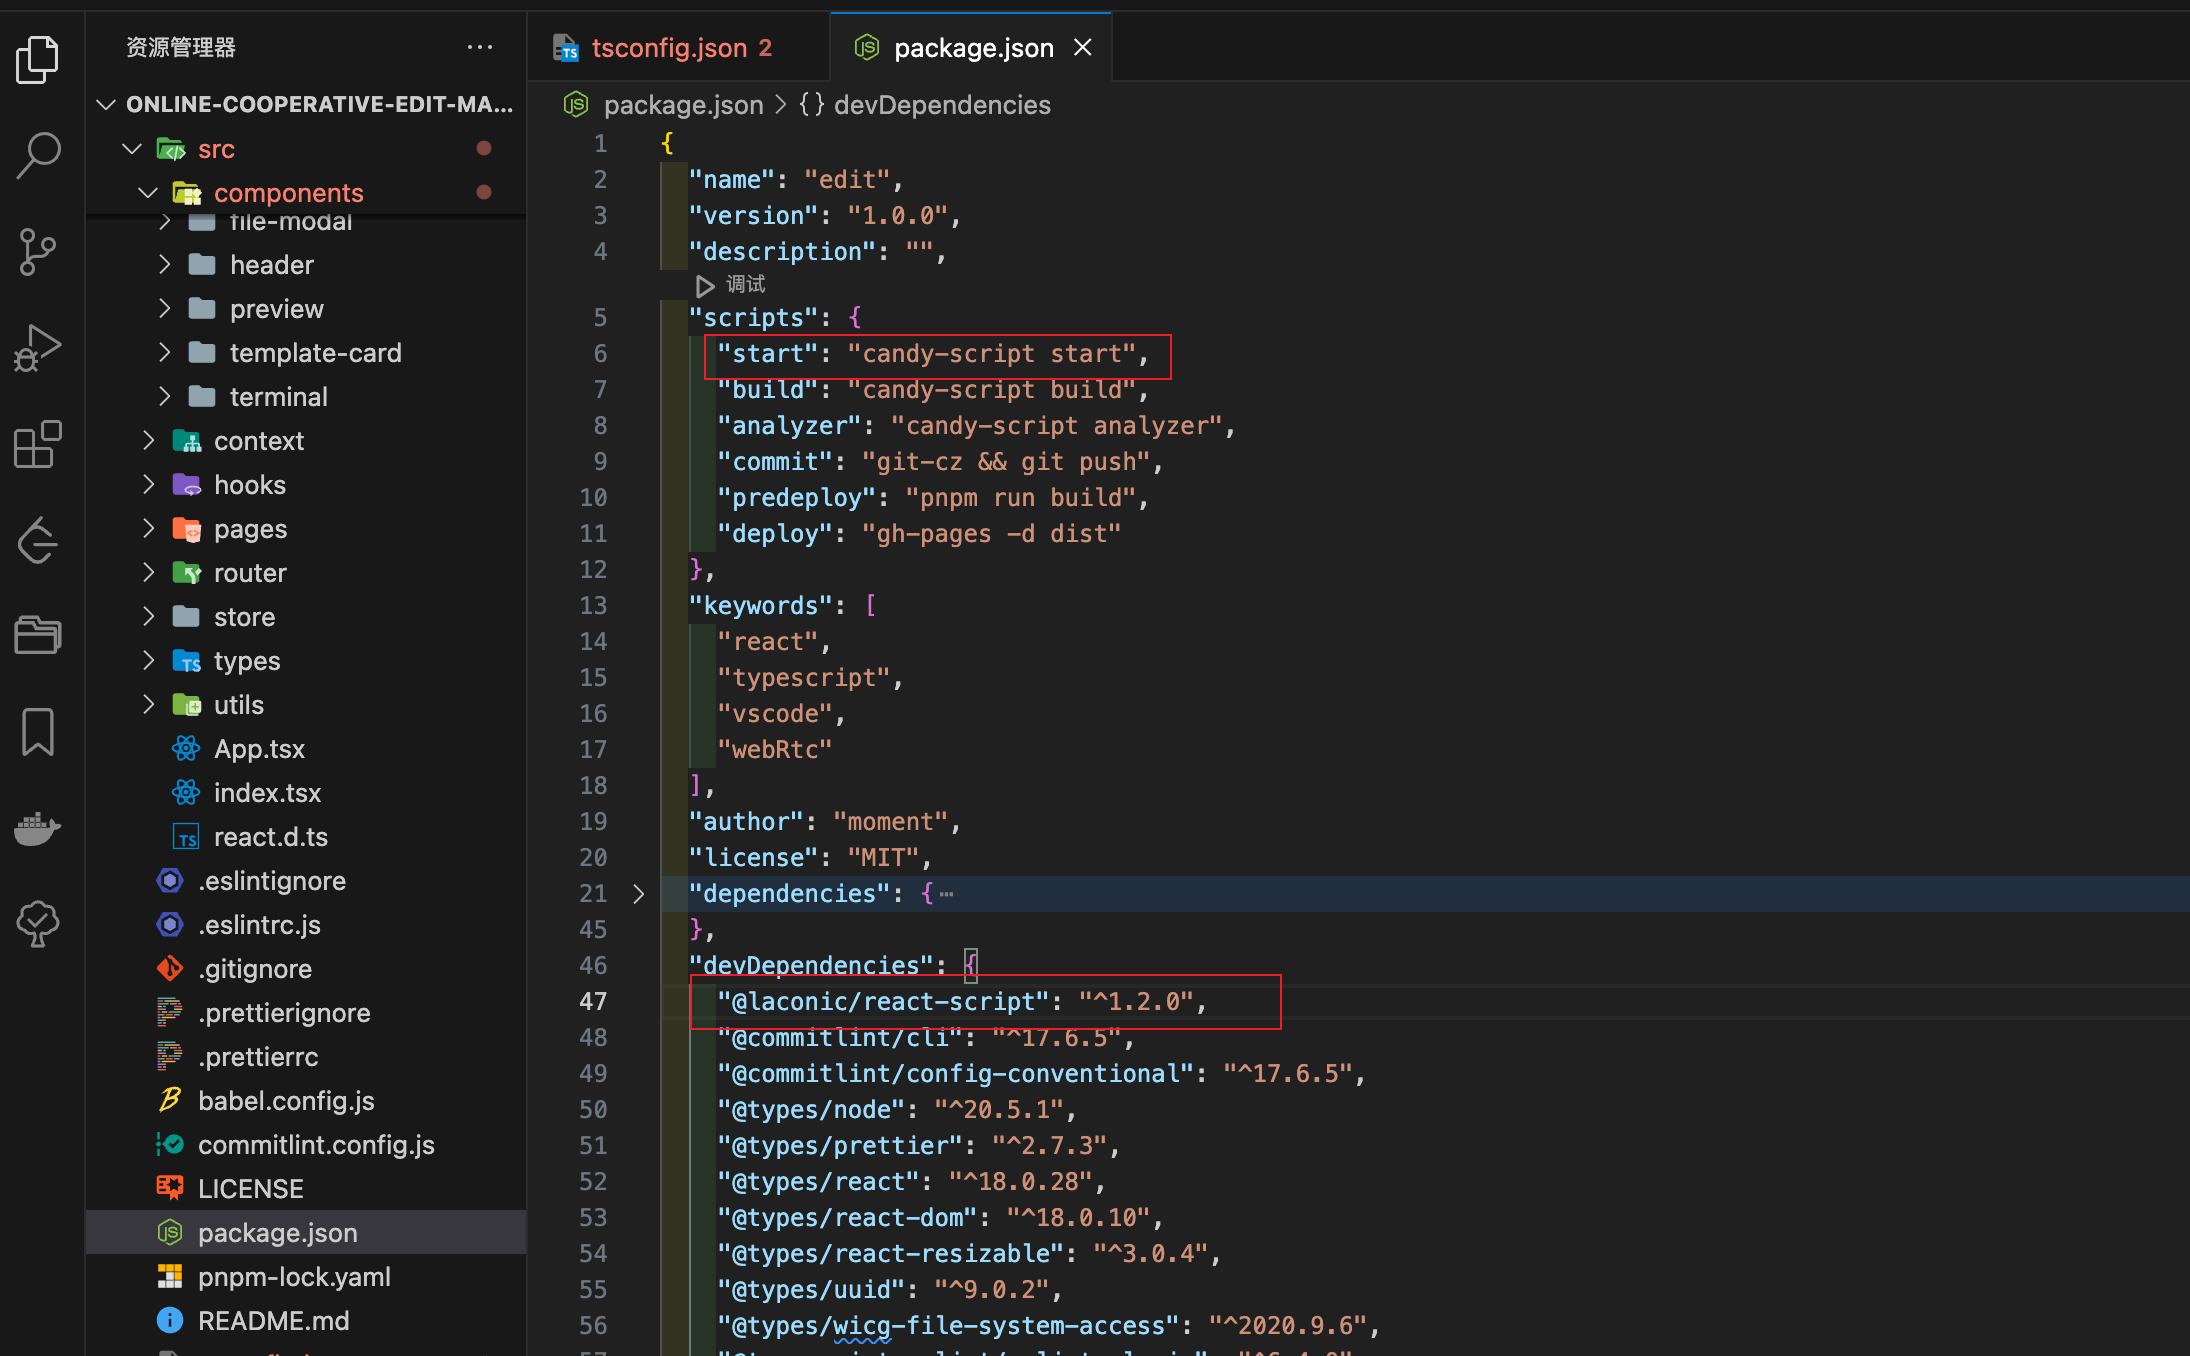 资源管理器
ONLINE-COOPERATIVE-EDIT-MA...
src
components
file-modal
header
preview
template-card
terminal
context
hooks
pages
router
store
types
utils
App.tsx
index.tsx
react.d.ts
.eslintignore
.eslintrc.js
.gitignore
.prettierignore
.prettierrc
babel.config.js
commitlint.config.js
LICENSE
package.json
pnpm-lock.yaml
README.md
tsconfig.json 2
package.json
package.json > {} devDependencies
1 {
2 "name": "edit",
3 "version": "1.0.0",
4 "description": "",
调试
5 "scripts": {
6 "start": "candy-script start",
7 "build": "candy-script build",
8 "analyzer": "candy-script analyzer",
9 "commit": "git-cz && git push",
10 "predeploy": "pnpm run build",
11 "deploy": "gh-pages -d dist"
12 },
13 "keywords": [
14 "react",
15 "typescript",
16 "vscode",
17 "webRtc"
18 ],
19 "author": "moment",
20 "license": "MIT",
21 "dependencies": {…
45 },
46 "devDependencies": {
47 "@laconic/react-script": "^1.2.0",
48 "@commitlint/cli": "^17.6.5",
49 "@commitlint/config-conventional": "^17.6.5",
50 "@types/node": "^20.5.1",
51 "@types/prettier": "^2.7.3",
52 "@types/react": "^18.0.28",
53 "@types/react-dom": "^18.0.10",
54 "@types/react-resizable": "^3.0.4",
55 "@types/uuid": "^9.0.2",
56 "@types/wicg-file-system-access": "^2020.9.6",